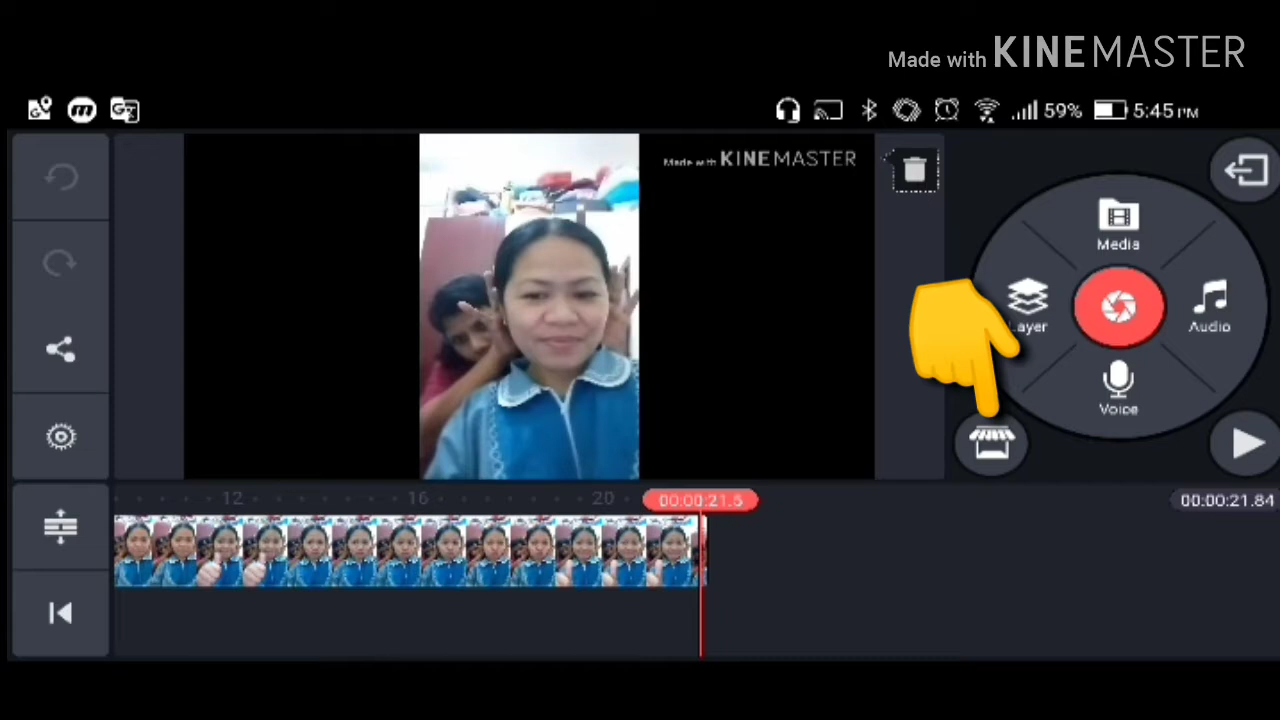 Made with KINEMASTER
59% 5:45 PM
Made with KINEMASTER
Media
Layer
Audio
Voice
12 16 20 00:00:21.5 00:00:21.84